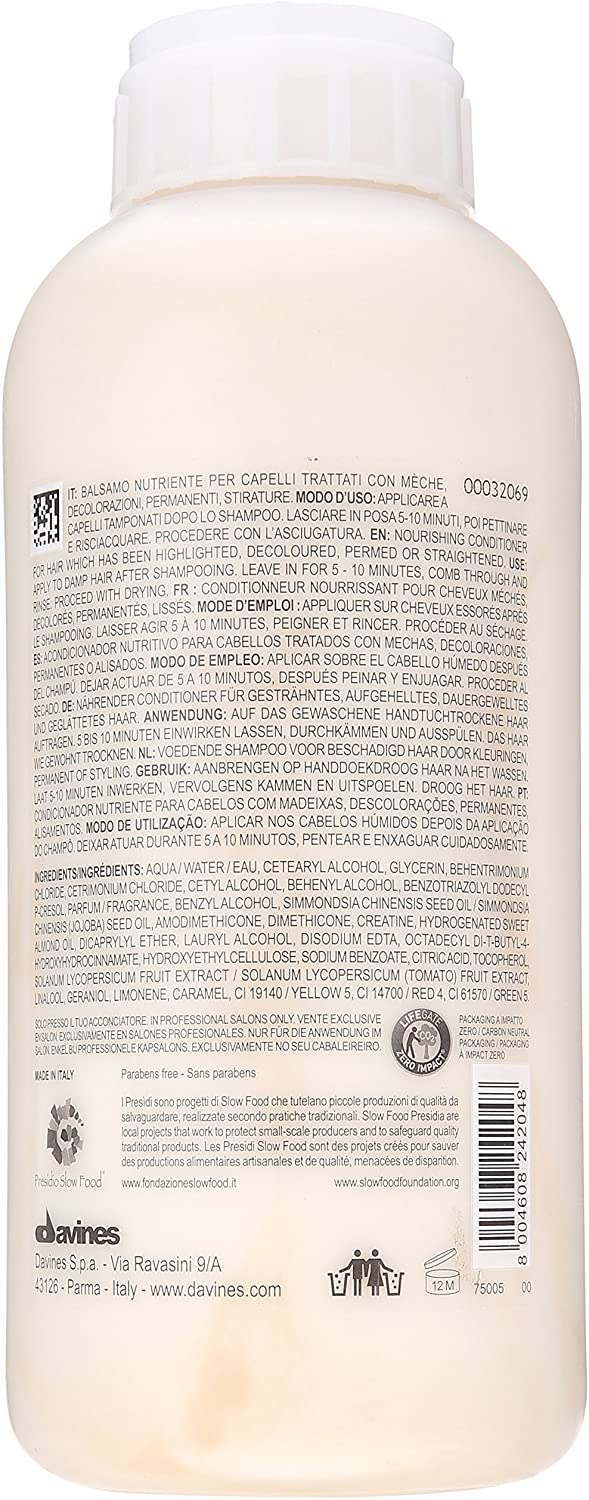 IT: BALSAMO NUTRIENTE PER CAPELLI TRATTATI CON MÈCHE, 00032069
DECOLORAZIONI, PERMANENTI, STIRATURE. MODO D'USO: APPLICARE A
CAPELLI TAMPONATI DOPO LO SHAMPOO. LASCIARE IN POSA 5-10 MINUTI, POI PETTINARE
E RISCIACQUARE. PROCEDERE CON L'ASCIUGATURA. EN: NOURISHING CONDITIONER
FOR HAIR WHICH HAS BEEN HIGHLIGHTED, DECOLOURED, PERMED OR STRAIGHTENED. USE:
APPLY TO DAMP HAIR AFTER SHAMPOOING. LEAVE IN FOR 5 - 10 MINUTES, COMB THROUGH AND
RINSE. PROCEED WITH DRYING. FR : CONDITIONNEUR NOURRISSANT POUR CHEVEUX MÉCHÉS,
DÉCOLORÉS, PERMANENTÉS, LISSÉS. MODE D'EMPLOI : APPLIQUER SUR CHEVEUX ESSORÉS APRÈS
LE SHAMPOOING. LAISSER AGIR 5 À 10 MINUTES, PEIGNER ET RINCER. PROCÉDER AU SÉCHAGE.
ES: ACONDICIONADOR NUTRITIVO PARA CABELLOS TRATADOS CON MECHAS, DECOLORACIONES,
PERMANENTES O ALISADOS. MODO DE EMPLEO: APLICAR SOBRE EL CABELLO HÚMEDO DESPUÉS
DEL CHAMPÚ. DEJAR ACTUAR DE 5 A 10 MINUTOS, DESPUÉS PEINAR Y ENJUAGAR. PROCEDER AL
SECADO. DE: NÄHRENDER CONDITIONER FÜR GESTRÄHNTES, AUFGEHELLTES, DAUERGEWELLTES
UND GEGLÄTTETES HAAR. ANWENDUNG: AUF DAS GEWASCHENE HANDTUCHTROCKENE HAAR
AUFTRAGEN. 5 BIS 10 MINUTEN EINWIRKEN LASSEN, DURCHKÄMMEN UND AUSSPÜLEN. DAS HAAR
WIE GEWOHNT TROCKNEN. NL: VOEDENDE SHAMPOO VOOR BESCHADIGD HAAR DOOR KLEURINGEN,
PERMANENT OF STYLING. GEBRUIK: AANBRENGEN OP HANDDOEKDROOG HAAR NA HET WASSEN.
LAAT 5-10 MINUTEN INWERKEN, VERVOLGENS KAMMEN EN UITSPOELEN. DROOG HET HAAR. PT:
CONDICIONADOR NUTRIENTE PARA CABELOS COM MADEIXAS, DESCOLORAÇÕES, PERMANENTES,
ALISAMENTOS. MODO DE UTILIZAÇÃO: APLICAR NOS CABELOS HÚMIDOS DEPOIS DA APLICAÇÃO
DO CHAMPÔ. DEIXAR ATUAR DURANTE 5 A 10 MINUTOS, PENTEAR E ENXAGUAR CUIDADOSAMENTE.
INGREDIENTS/INGRÉDIENTS: AQUA / WATER / EAU, CETEARYL ALCOHOL, GLYCERIN, BEHENTRIMONIUM
CHLORIDE, CETRIMONIUM CHLORIDE, CETYL ALCOHOL, BEHENYL ALCOHOL, BENZOTRIAZOLYL DODECYL
P-CRESOL, PARFUM / FRAGRANCE, BENZYL ALCOHOL, SIMMONDSIA CHINENSIS SEED OIL / SIMMONDSIA
CHINENSIS (JOJOBA) SEED OIL, AMODIMETHICONE, DIMETHICONE, CREATINE, HYDROGENATED SWEET
ALMOND OIL, DICAPRYLYL ETHER, LAURYL ALCOHOL, DISODIUM EDTA, OCTADECYL DI-T-BUTYL-4-
HYDROXYHYDROCINNAMATE, HYDROXYETHYLCELLULOSE, SODIUM BENZOATE, CITRIC ACID, TOCOPHEROL,
SOLANUM LYCOPERSICUM FRUIT EXTRACT / SOLANUM LYCOPERSICUM (TOMATO) FRUIT EXTRACT,
LINALOOL, GERANIOL, LIMONENE, CARAMEL, CI 19140 / YELLOW 5, CI 14700 / RED 4, CI 61570 / GREEN 5.
SOLO PRESSO IL TUO ACCONCIATORE. IN PROFESSIONAL SALONS ONLY. VENTE EXCLUSIVE
EN SALON. EXCLUSIVAMENTE EN SALONES PROFESIONALES. NUR FÜR DIE ANWENDUNG IM
SALON. ENKEL BIJ PROFESSIONELE KAPSALONS. EXCLUSIVAMENTE NO SEU CABALEIREIRO.
LIFEGATE
CO2
ZERO IMPACT
PACKAGING A IMPATTO
ZERO / CARBON NEUTRAL
PACKAGING / PACKAGING
À IMPACT ZERO
MADE IN ITALY
Parabens free - Sans parabens
I Presidi sono progetti di Slow Food che tutelano piccole produzioni di qualità da
salvaguardare, realizzate secondo pratiche tradizionali. Slow Food Presidia are
local projects that work to protect small-scale producers and to safeguard quality
traditional products. Les Presidi Slow Food sont des projets créés pour sauver
des productions alimentaires artisanales et de qualité, menacées de disparition.
Presidio Slow Food®
www.fondazioneslowfood.it www.slowfoodfoundation.org
davines
Davines S.p.a. - Via Ravasini 9/A
43126 - Parma - Italy - www.davines.com
12 M
75005 00
8 004608 242048